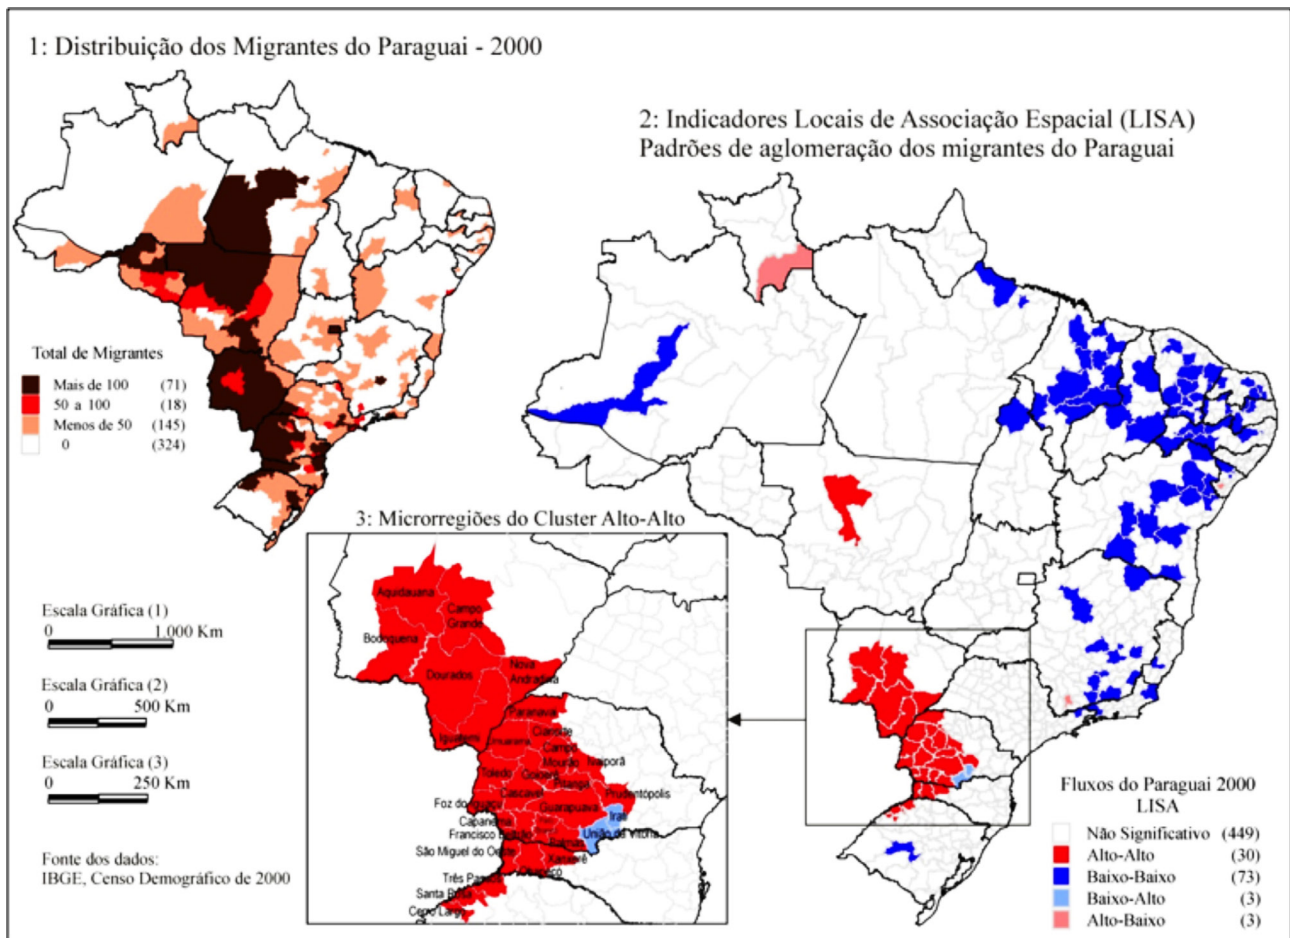 1: Distribuição dos Migrantes do Paraguai - 2000
2: Indicadores Locais de Associação Espacial (LISA)
Padrões de aglomeração dos migrantes do Paraguai
Total de Migrantes
Mais de 100 (71)
50 a 100 (18)
Menos de 50 (145)
0 (324)
3: Microrregiões do Cluster Alto-Alto
Aquidauana
Campo
Grande
Bodoquena
Dourados
Nova
Andradina
Iguatemi
Paranavaí
Umuarama
Cianorte
Campo
Mourão
Ivaiporã
Toledo
Goioerê
Pitanga
Cascavel
Prudentópolis
Foz do Iguaçu
Guarapuava
Irati
Capanema
Francisco Beltrão
União da Vitória
Palmas
São Miguel do Oeste
Xanxerê
Chapecó
Três Passos
Santa Rosa
Cerro Largo
Escala Gráfica (1)
0 1.000 Km
Escala Gráfica (2)
0 500 Km
Escala Gráfica (3)
0 250 Km
Fonte dos dados:
IBGE, Censo Demográfico de 2000
Fluxos do Paraguai 2000
LISA
Não Significativo (449)
Alto-Alto (30)
Baixo-Baixo (73)
Baixo-Alto (3)
Alto-Baixo (3)